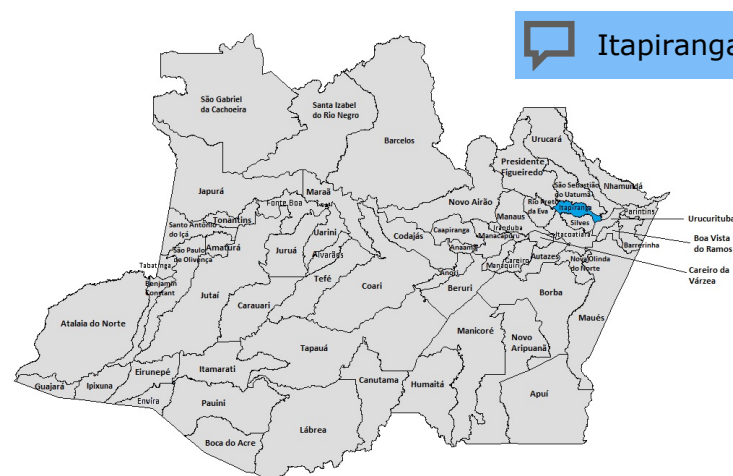 Itapiranga
São Gabriel
da Cachoeira
Santa Izabel
do Rio Negro
Barcelos
Urucará
Presidente
Figueiredo
São Sebastião
do Uatumã
Nhamundá
Japurá
Maraã
Fonte Boa
Novo Airão
Manaus
Rio Preto
da Eva
Itapiranga
Silves
Parintins
Urucurituba
Santo Antônio
do Içá
Tonantins
Uarini
Codajás
Caapiranga
Iranduba
Manacapuru
Itacoatiara
Boa Vista
do Ramos
São Paulo
de Olivença
Amaturá
Juruá
Alvarães
Anamã
Barreirinha
Careiro
Autazes
Nova Olinda
do Norte
Careiro da
Várzea
Tabatinga
Benjamin
Constant
Tefé
Anori
Manaquiri
Jutaí
Carauari
Coari
Beruri
Borba
Atalaia do Norte
Maués
Manicoré
Novo
Aripuanã
Tapauá
Guajará
Ipixuna
Eirunepé
Itamarati
Canutama
Humaitá
Apuí
Envira
Pauini
Lábrea
Boca do Acre